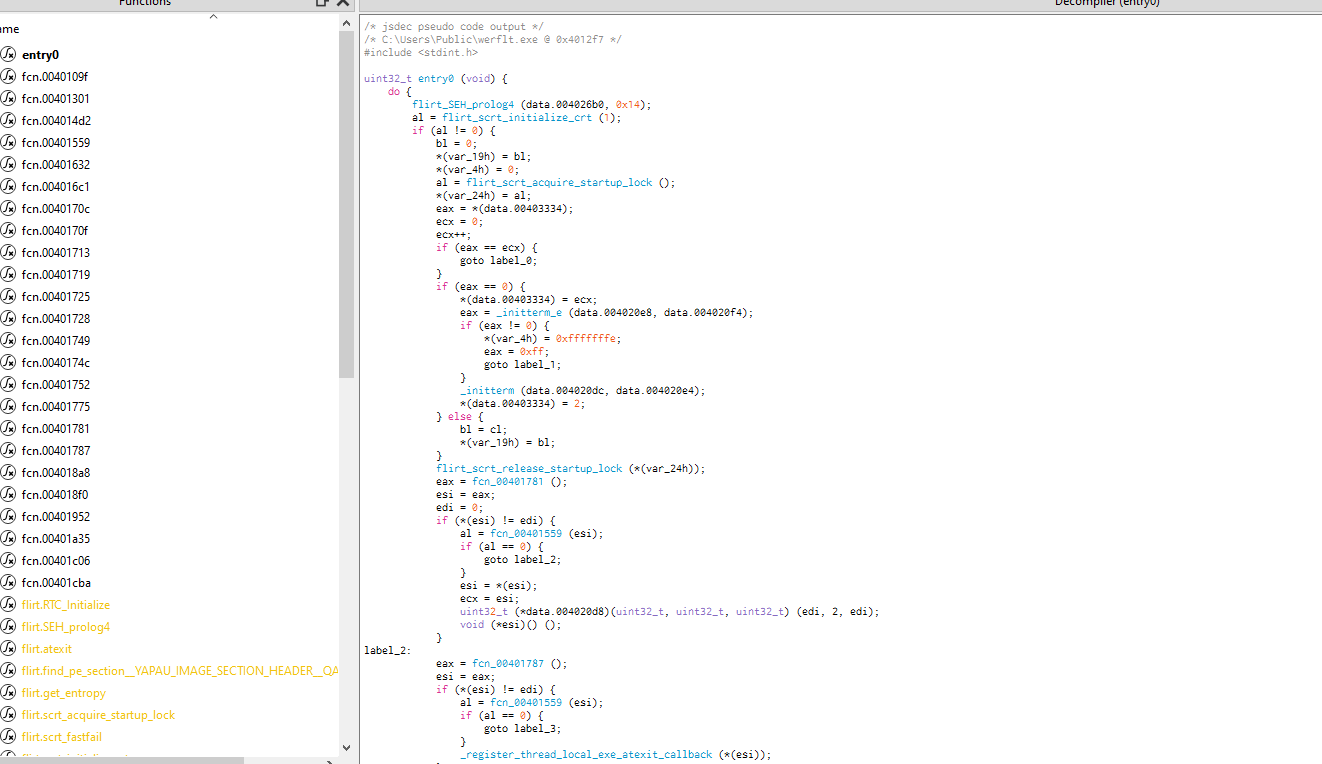 Functions
Decompiler (entry0)
ame
entry0
fcn.0040109f
fcn.00401301
fcn.004014d2
fcn.00401559
fcn.00401632
fcn.004016c1
fcn.0040170c
fcn.0040170f
fcn.00401713
fcn.00401719
fcn.00401725
fcn.00401728
fcn.00401749
fcn.0040174c
fcn.00401752
fcn.00401775
fcn.00401781
fcn.00401787
fcn.004018a8
fcn.004018f0
fcn.00401952
fcn.00401a35
fcn.00401c06
fcn.00401cba
flirt.RTC_Initialize
flirt.SEH_prolog4
flirt.atexit
flirt.find_pe_section__YAPAU_IMAGE_SECTION_HEADER__QA
flirt.get_entropy
flirt.scrt_acquire_startup_lock
flirt.scrt_fastfail
/* jsdec pseudo code output */
/* C:\Users\Public\werflt.exe @ 0x4012f7 */
#include <stdint.h>
uint32_t entry0 (void) {
do {
flirt_SEH_prolog4 (data.004026b0, 0x14);
al = flirt_scrt_initialize_crt (1);
if (al != 0) {
bl = 0;
*(var_19h) = bl;
*(var_4h) = 0;
al = flirt_scrt_acquire_startup_lock ();
*(var_24h) = al;
eax = *(data.00403334);
ecx = 0;
ecx++;
if (eax == ecx) {
goto label_0;
}
if (eax == 0) {
*(data.00403334) = ecx;
eax = _initterm_e (data.004020e8, data.004020f4);
if (eax != 0) {
*(var_4h) = 0xfffffffe;
eax = 0xff;
goto label_1;
}
_initterm (data.004020dc, data.004020e4);
*(data.00403334) = 2;
} else {
bl = cl;
*(var_19h) = bl;
}
flirt_scrt_release_startup_lock (*(var_24h));
eax = fcn_00401781 ();
esi = eax;
edi = 0;
if (*(esi) != edi) {
al = fcn_00401559 (esi);
if (al == 0) {
goto label_2;
}
esi = *(esi);
ecx = esi;
uint32_t (*data.004020d8)(uint32_t, uint32_t, uint32_t) (edi, 2, edi);
void (*esi)() ();
}
label_2:
eax = fcn_00401787 ();
esi = eax;
if (*(esi) != edi) {
al = fcn_00401559 (esi);
if (al == 0) {
goto label_3;
}
_register_thread_local_exe_atexit_callback (*(esi));